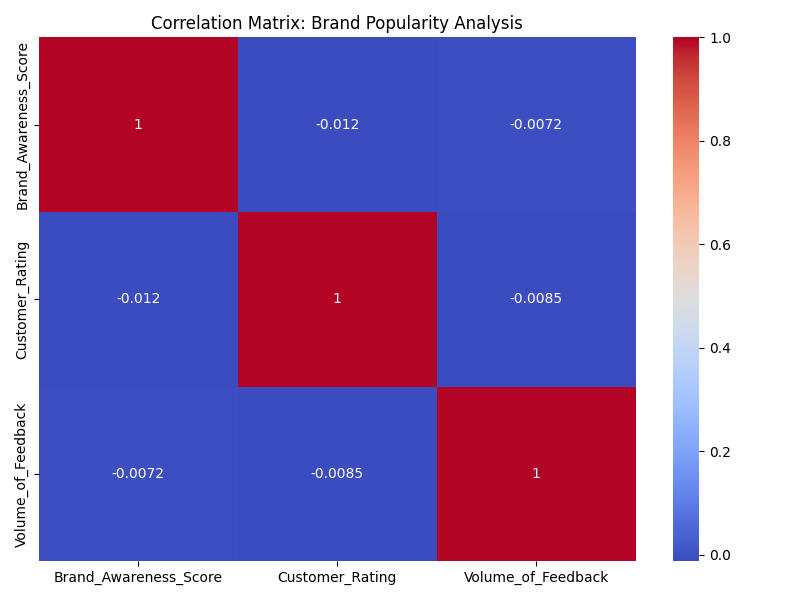 Correlation Matrix: Brand Popularity Analysis
Brand_Awareness_Score
1
-0.012
-0.0072
Customer_Rating
-0.012
1
-0.0085
Volume_of_Feedback
-0.0072
-0.0085
1
Brand_Awareness_Score
Customer_Rating
Volume_of_Feedback
1.0
0.8
0.6
0.4
0.2
0.0